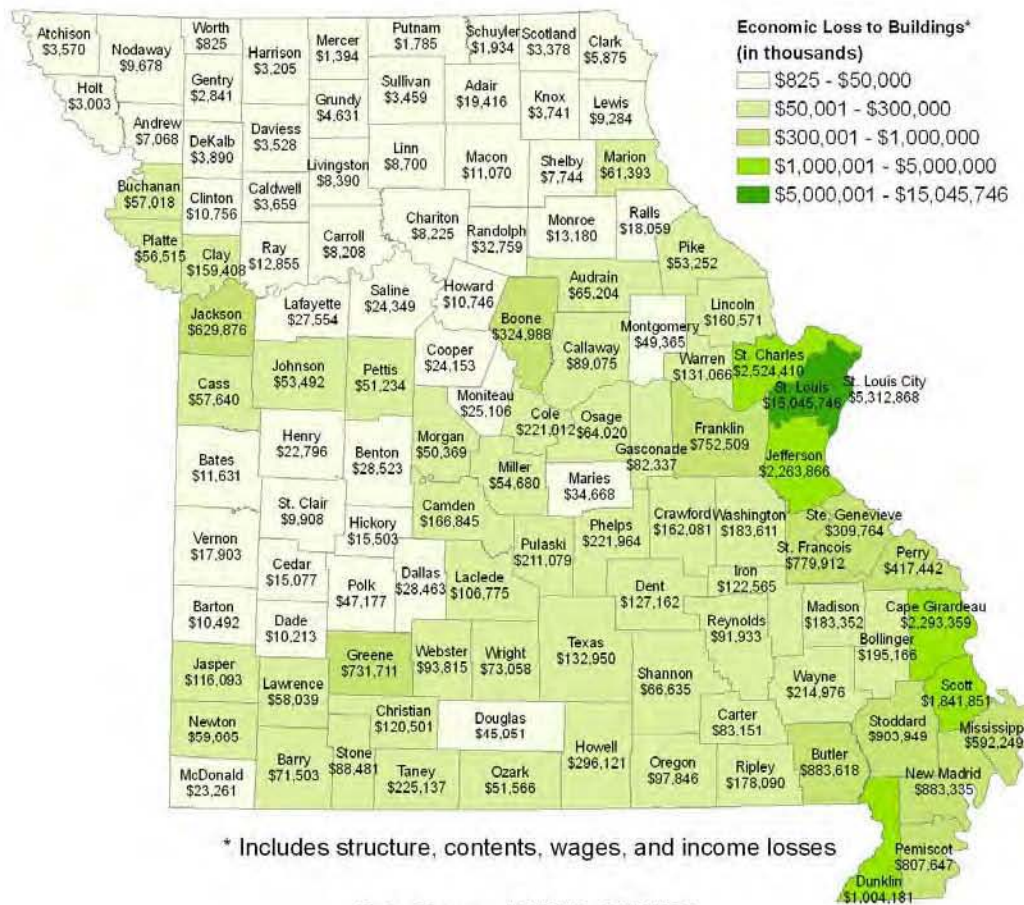 Economic Loss to Buildings*
(in thousands)
$825 - $50,000
$50,001 - $300,000
$300,001 - $1,000,000
$1,000,001 - $5,000,000
$5,000,001 - $15,045,746
Atchison
$3,570
Nodaway
$9,678
Worth
$825
Harrison
$3,205
Mercer
$1,394
Putnam
$1,785
Schuyler
$1,934
Scotland
$3,378
Clark
$5,875
Holt
$3,003
Gentry
$2,841
Grundy
$4,631
Sullivan
$3,459
Adair
$19,416
Knox
$3,741
Lewis
$9,284
Andrew
$7,068
DeKalb
$3,890
Daviess
$3,528
Livingston
$8,390
Linn
$8,700
Macon
$11,070
Shelby
$7,744
Marion
$61,393
Buchanan
$57,018
Clinton
$10,756
Caldwell
$3,659
Chariton
$8,225
Randolph
$32,759
Monroe
$13,180
Ralls
$18,059
Platte
$56,515
Clay
$159,408
Ray
$12,855
Carroll
$8,208
Pike
$53,252
Jackson
$629,876
Lafayette
$27,554
Saline
$24,349
Howard
$10,746
Boone
$324,988
Audrain
$65,204
Montgomery
$49,365
Lincoln
$160,571
Cass
$57,640
Johnson
$53,492
Pettis
$51,234
Cooper
$24,153
Moniteau
$25,106
Callaway
$89,075
Warren
$131,066
St. Charles
$2,524,410
St. Louis
$15,045,746
St. Louis City
$5,312,868
Bates
$11,631
Henry
$22,796
Benton
$28,523
Morgan
$50,369
Cole
$221,012
Osage
$64,020
Gasconade
$82,337
Franklin
$752,509
Jefferson
$2,263,866
Miller
$54,680
Maries
$34,668
Vernon
$17,903
St. Clair
$9,908
Hickory
$15,503
Camden
$166,845
Pulaski
$211,079
Phelps
$221,964
Crawford
$162,081
Washington
$183,611
Ste. Genevieve
$309,764
St. Francois
$779,912
Perry
$417,442
Cedar
$15,077
Polk
$47,177
Dallas
$28,463
Laclede
$106,775
Dent
$127,162
Iron
$122,565
Barton
$10,492
Dade
$10,213
Reynolds
$91,933
Madison
$183,352
Cape Girardeau
$2,293,359
Bollinger
$195,166
Jasper
$116,093
Lawrence
$58,039
Greene
$731,711
Webster
$93,815
Wright
$73,058
Texas
$132,950
Shannon
$66,635
Wayne
$214,976
Scott
$1,841,851
Newton
$59,005
Christian
$120,501
Douglas
$45,051
Carter
$83,151
Stoddard
$903,949
Mississipp
$592,249
McDonald
$23,261
Barry
$71,503
Stone
$88,481
Taney
$225,137
Ozark
$51,566
Howell
$296,121
Oregon
$97,846
Ripley
$178,090
Butler
$883,618
New Madrid
$883,335
Pemiscot
$807,647
Dunklin
$1,004,181
* Includes structure, contents, wages, and income losses